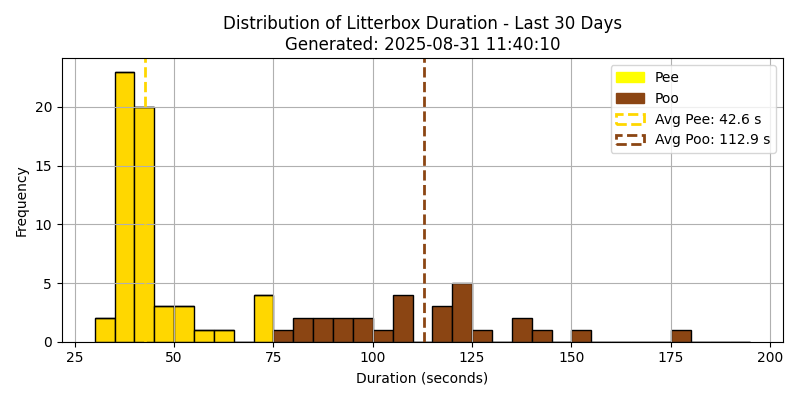 Distribution of Litterbox Duration - Last 30 Days
Generated: 2025-08-31 11:40:10
Pee
Poo
Avg Pee: 42.6 s
Avg Poo: 112.9 s
Frequency
20
15
10
5
0
25 50 75 100 125 150 175 200
Duration (seconds)